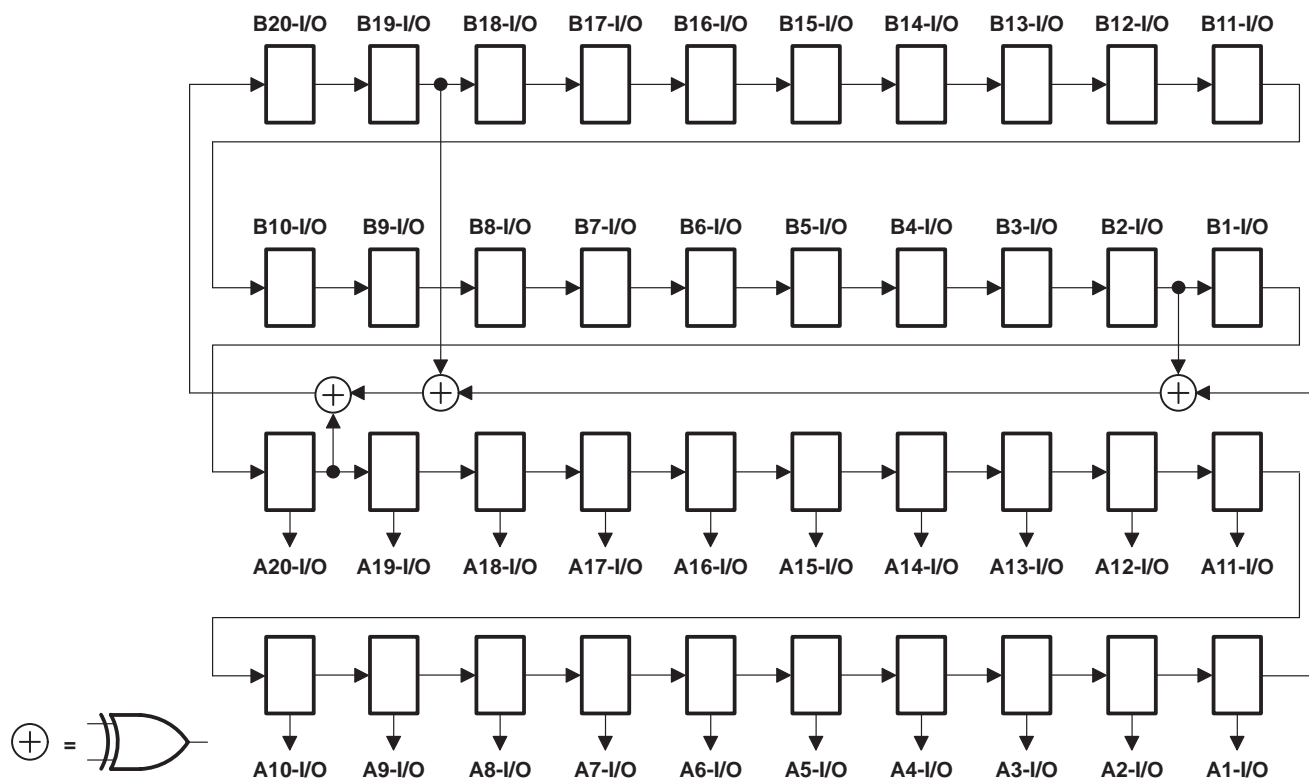 B20-I/O B19-I/O B18-I/O B17-I/O B16-I/O B15-I/O B14-I/O B13-I/O B12-I/O B11-I/O
B10-I/O B9-I/O B8-I/O B7-I/O B6-I/O B5-I/O B4-I/O B3-I/O B2-I/O B1-I/O
A20-I/O A19-I/O A18-I/O A17-I/O A16-I/O A15-I/O A14-I/O A13-I/O A12-I/O A11-I/O
=
A10-I/O A9-I/O A8-I/O A7-I/O A6-I/O A5-I/O A4-I/O A3-I/O A2-I/O A1-I/O